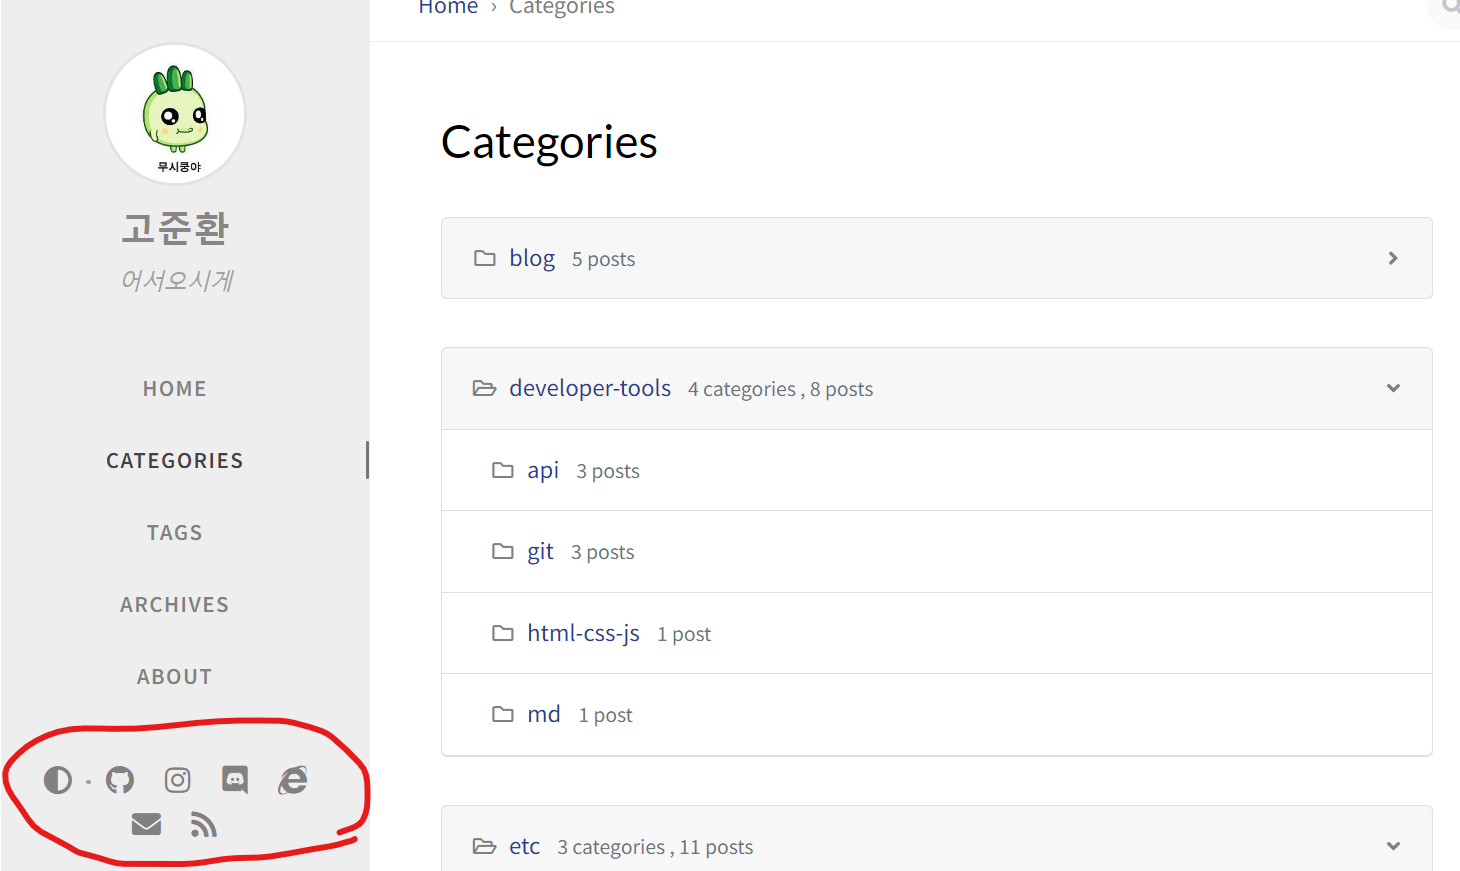 Home › Categories
무시쿵야
고준환
어서오시게
HOME
CATEGORIES
TAGS
ARCHIVES
ABOUT
Categories
blog 5 posts
developer-tools 4 categories , 8 posts
api 3 posts
git 3 posts
html-css-js 1 post
md 1 post
etc 3 categories , 11 posts